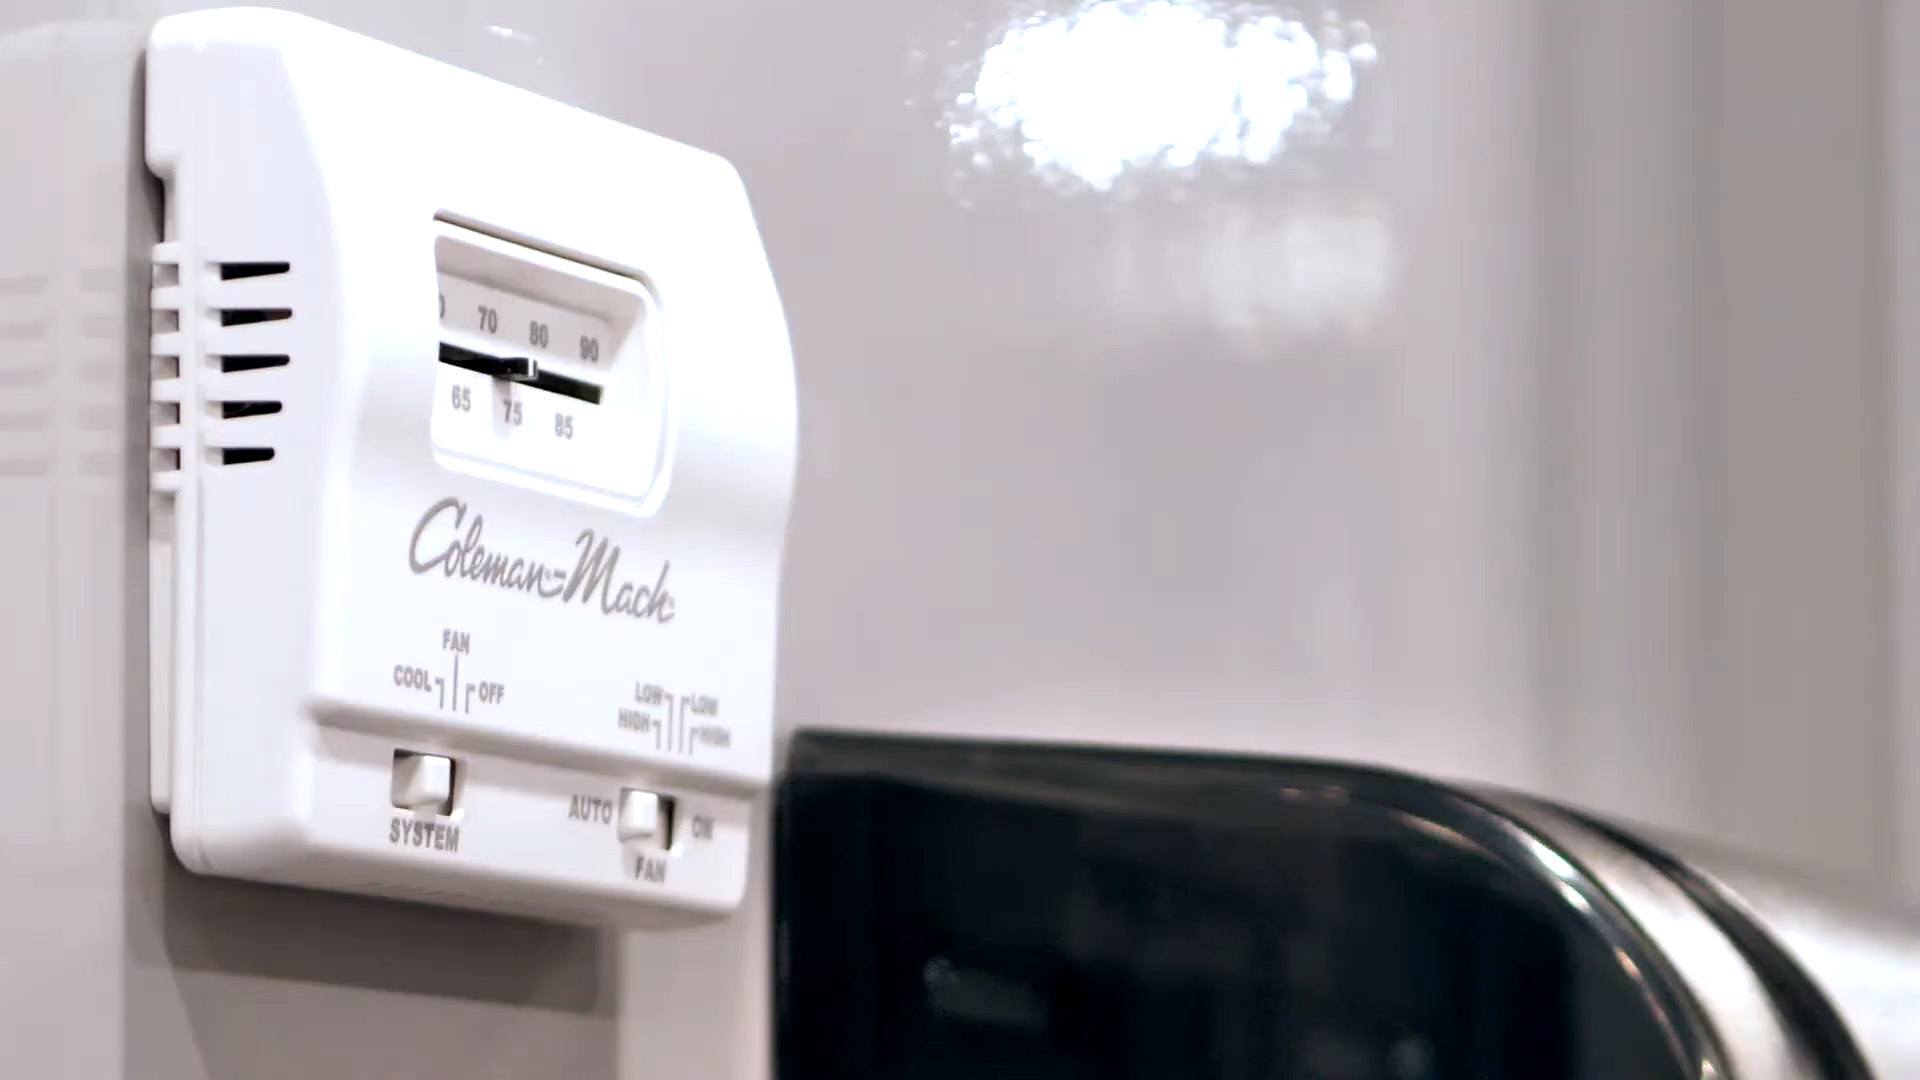 70 80 90
65 75 85
Coleman-Mach
FAN
COOL OFF
LOW LOW
HIGH HIGH
AUTO ON
SYSTEM
FAN